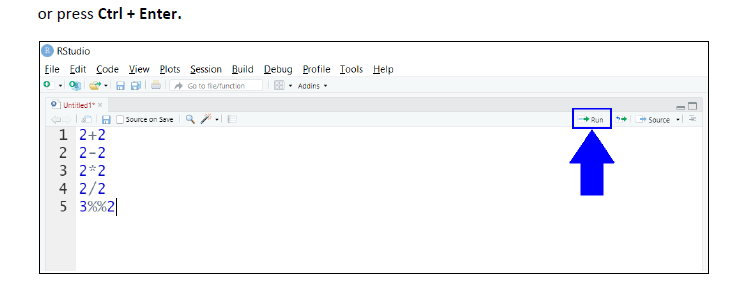 or press Ctrl + Enter.
R RStudio
File Edit Code View Plots Session Build Debug Profile Tools Help
Go to file/function Addins
Untitled1* ×
Source on Save Run Source
1 2+2
2 2-2
3 2*2
4 2/2
5 3%%2